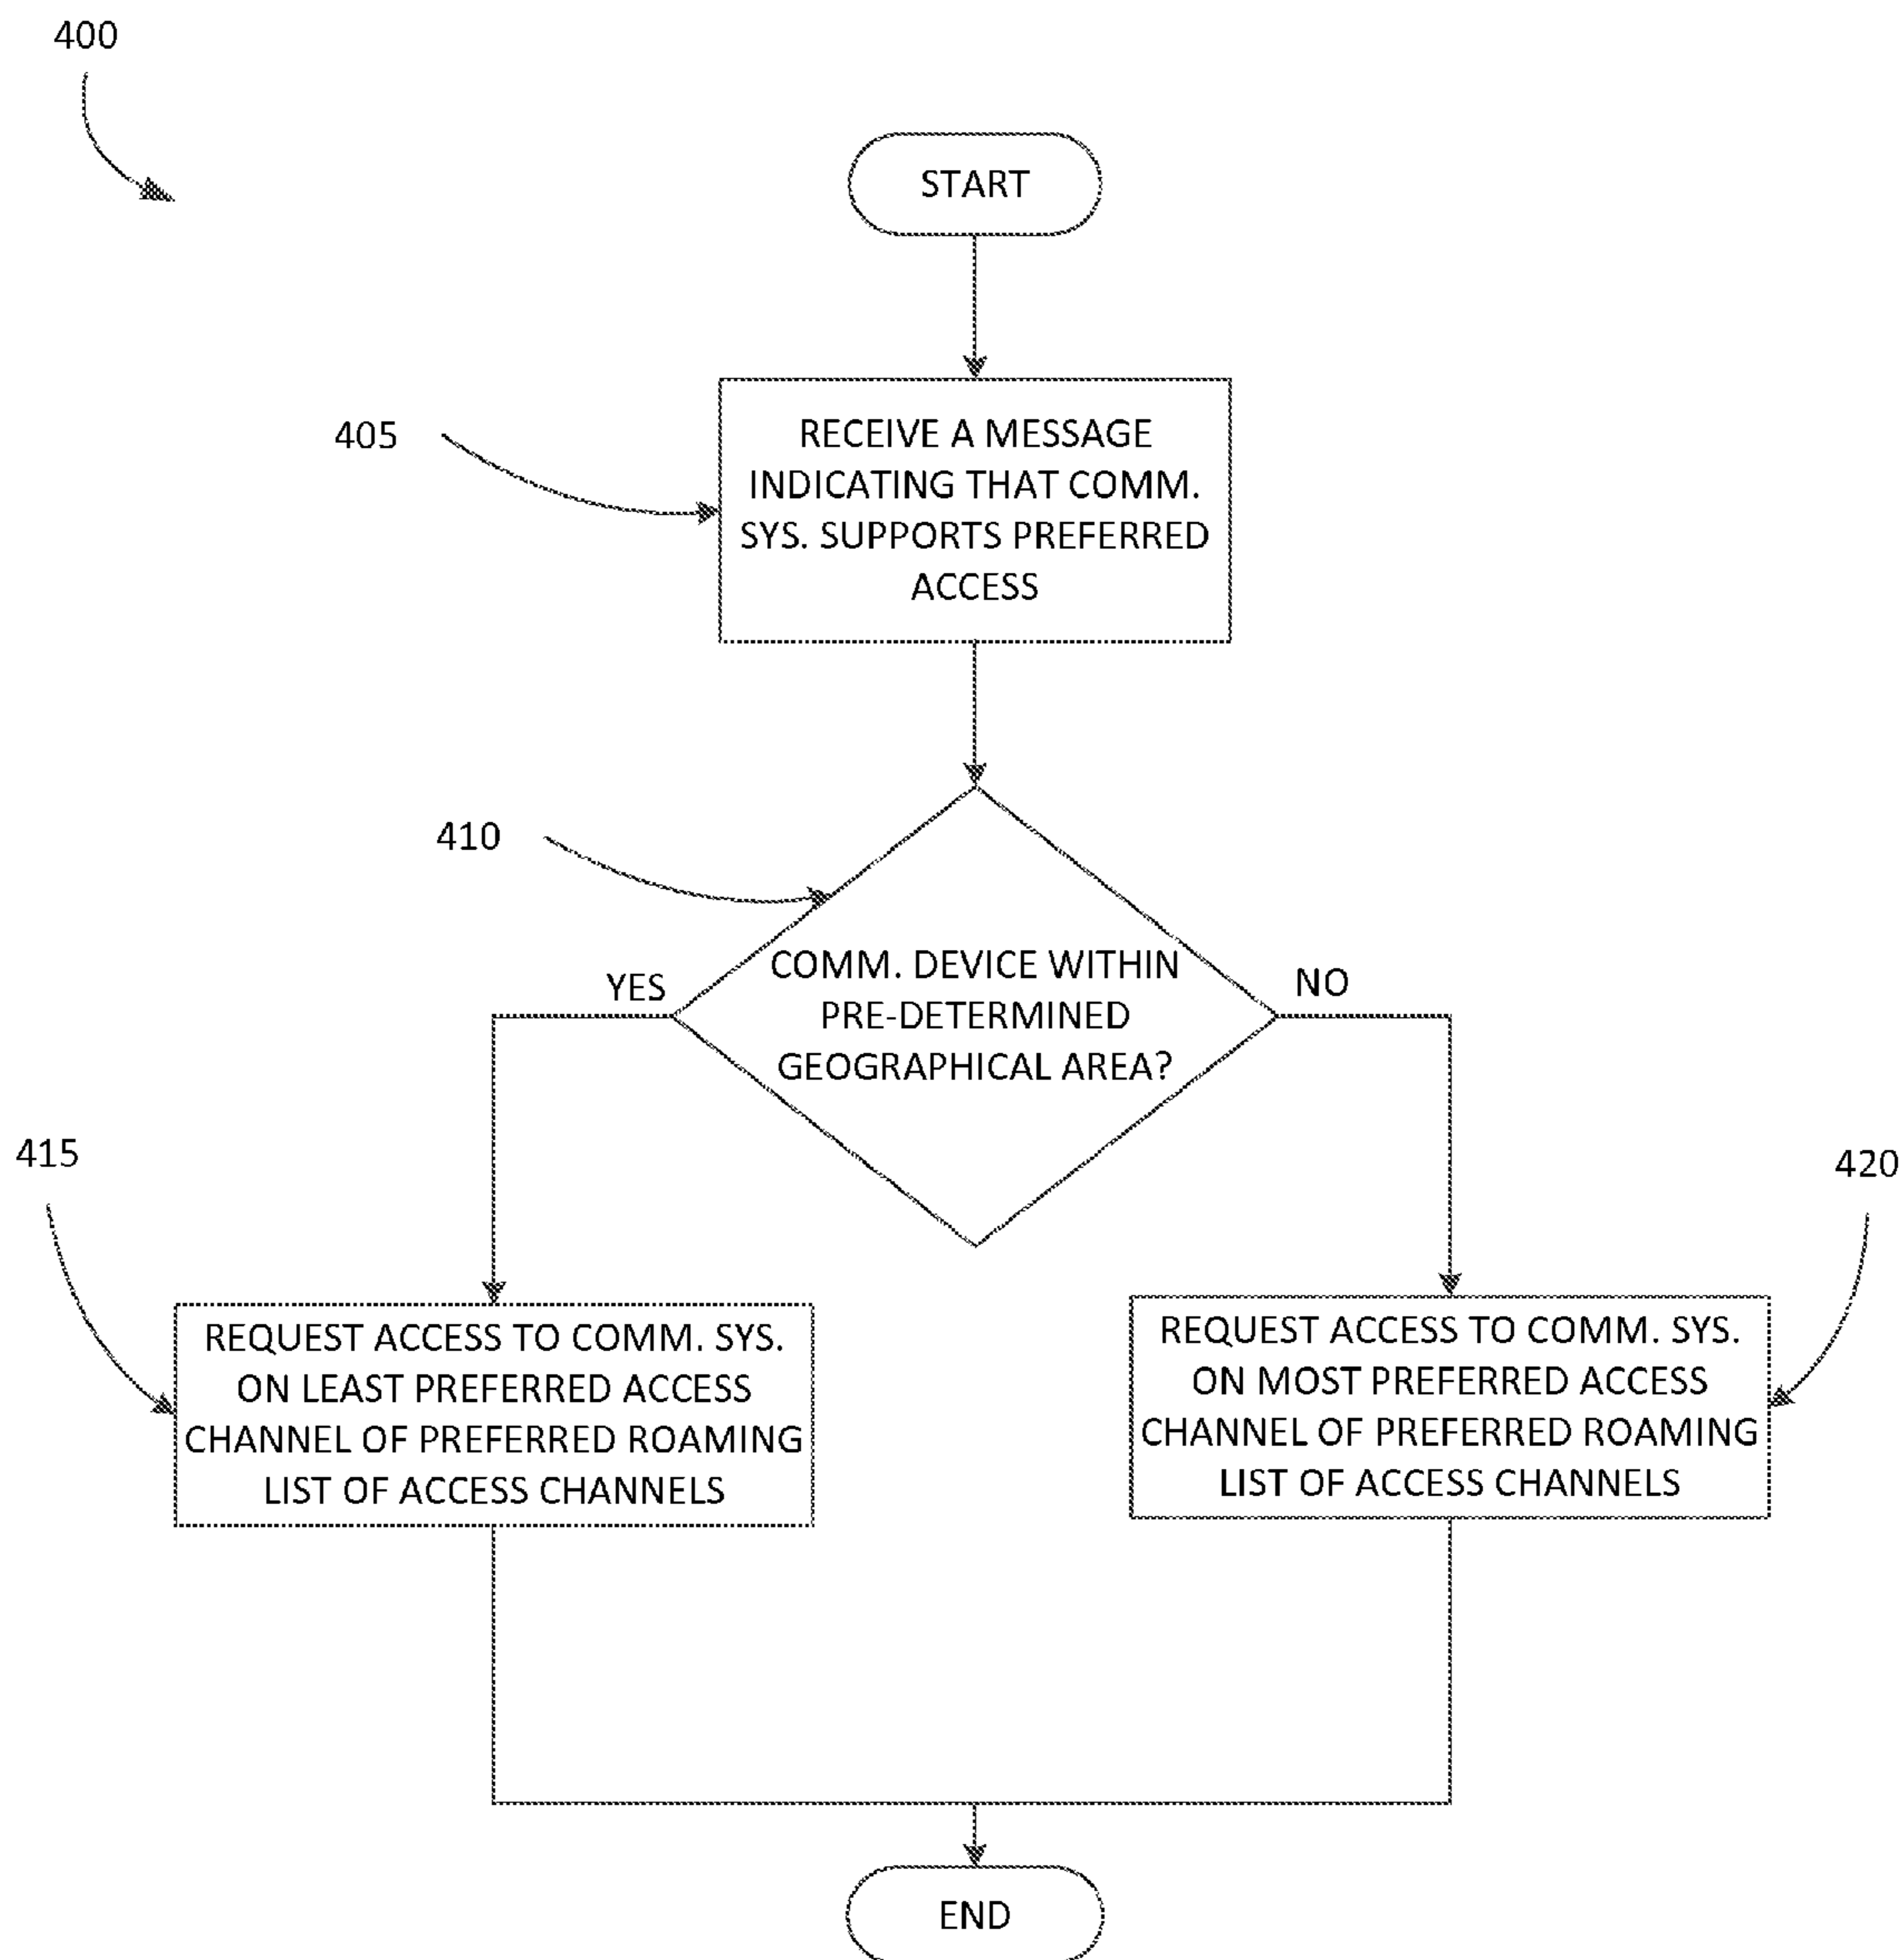 400
START
405
RECEIVE A MESSAGE
INDICATING THAT COMM.
SYS. SUPPORTS PREFERRED
ACCESS
410
COMM. DEVICE WITHIN
PRE-DETERMINED
GEOGRAPHICAL AREA?
YES
NO
415
420
REQUEST ACCESS TO COMM. SYS.
ON LEAST PREFERRED ACCESS
CHANNEL OF PREFERRED ROAMING
LIST OF ACCESS CHANNELS
REQUEST ACCESS TO COMM. SYS.
ON MOST PREFERRED ACCESS
CHANNEL OF PREFERRED ROAMING
LIST OF ACCESS CHANNELS
END